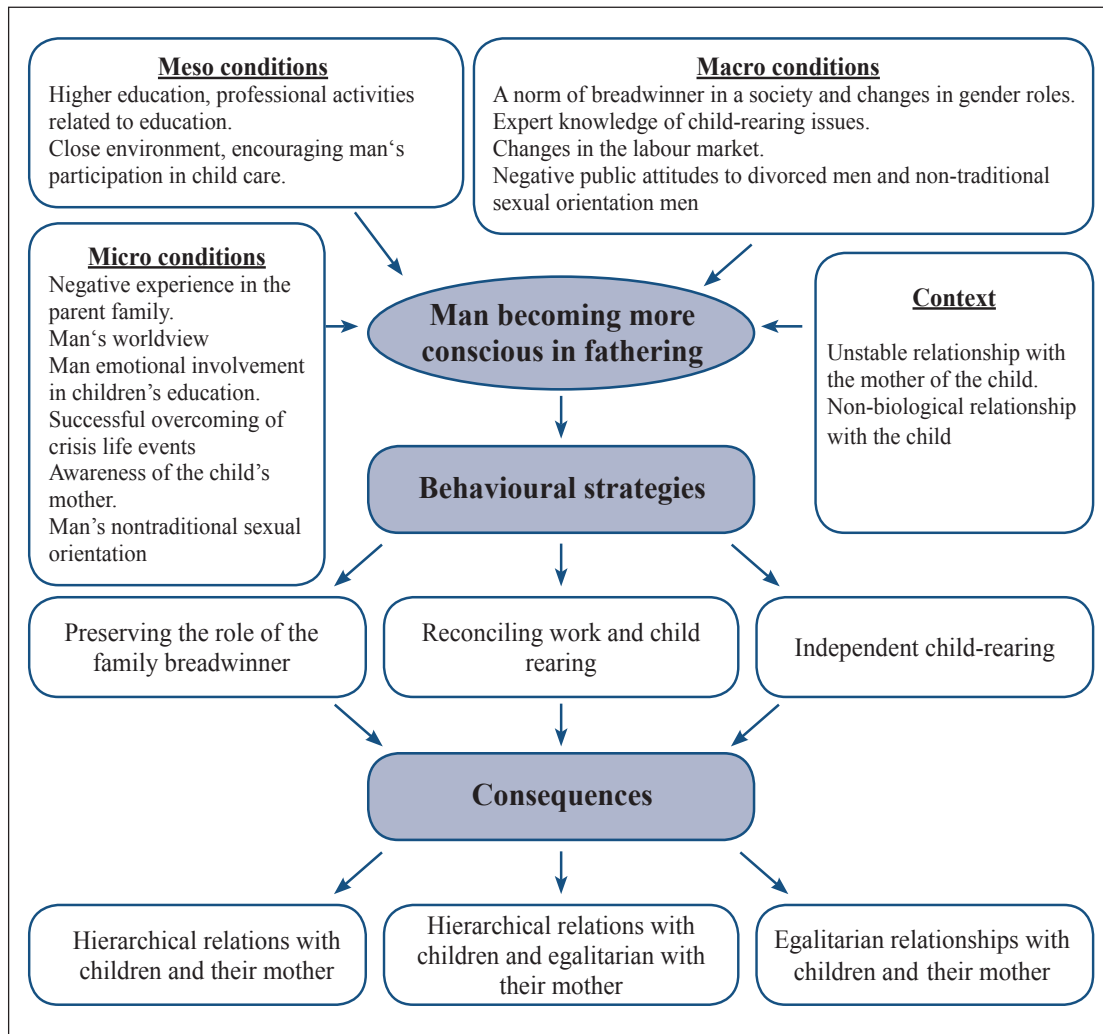 Meso conditions
Higher education, professional activities
related to education.
Close environment, encouraging man‘s
participation in child care.
Macro conditions
A norm of breadwinner in a society and changes in gender roles.
Expert knowledge of child-rearing issues.
Changes in the labour market.
Negative public attitudes to divorced men and non-traditional
sexual orientation men
Micro conditions
Negative experience in the
parent family.
Man‘s worldview
Man emotional involvement
in children’s education.
Successful overcoming of
crisis life events
Awareness of the child’s
mother.
Man’s nontraditional sexual
orientation
Man becoming more
conscious in fathering
Context
Unstable relationship with
the mother of the child.
Non-biological relationship
with the child
Behavioural strategies
Preserving the role of the
family breadwinner
Reconciling work and child
rearing
Independent child-rearing
Consequences
Hierarchical relations with
children and their mother
Hierarchical relations with
children and egalitarian with
their mother
Egalitarian relationships with
children and their mother